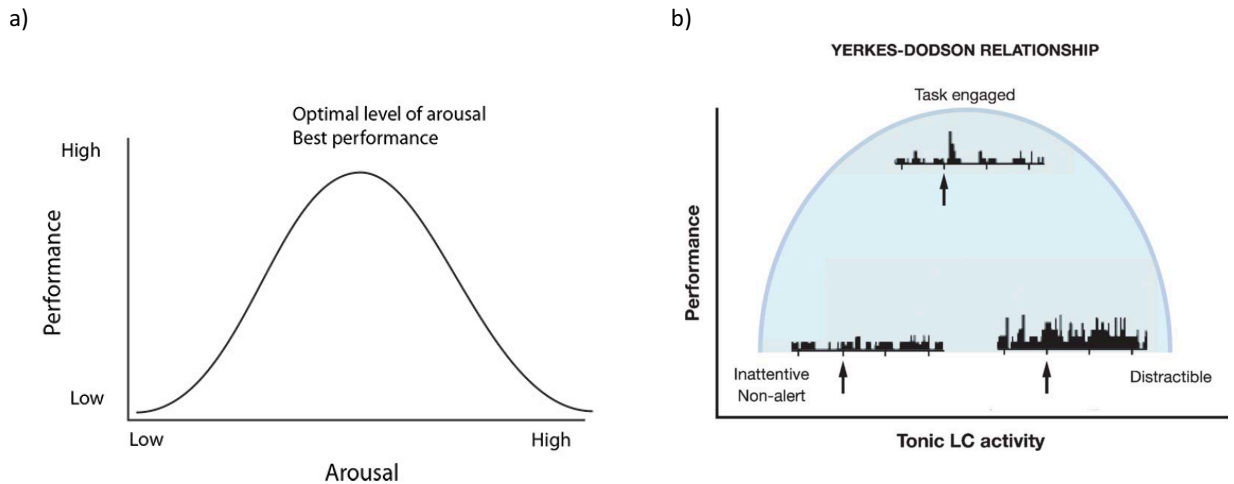 a)
Optimal level of arousal
Best performance
High
Performance
Low
Low
High
Arousal
b)
YERKES-DODSON RELATIONSHIP
Task engaged
Performance
Inattentive
Non-alert
Distractible
Tonic LC activity